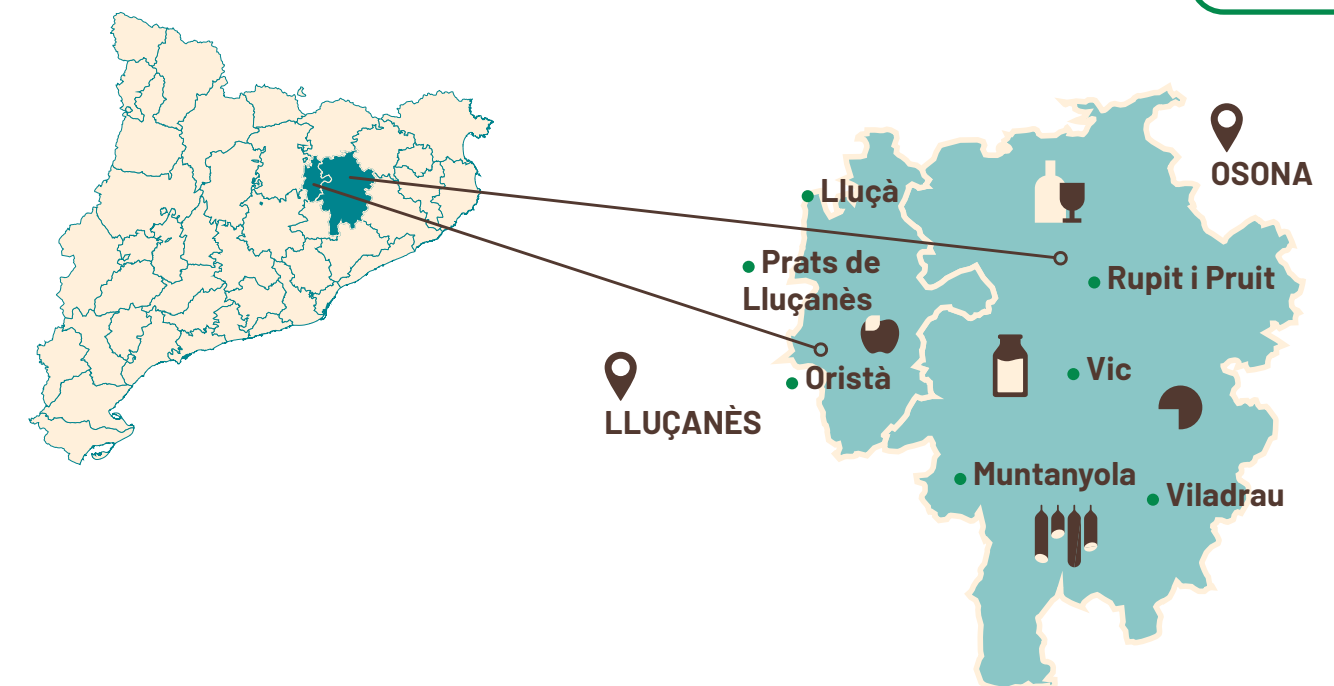 OSONA
Lluçà
Prats de
Lluçanès
Rupit i Pruit
Oristà
Vic
LLUÇANÈS
Muntanyola
Viladrau